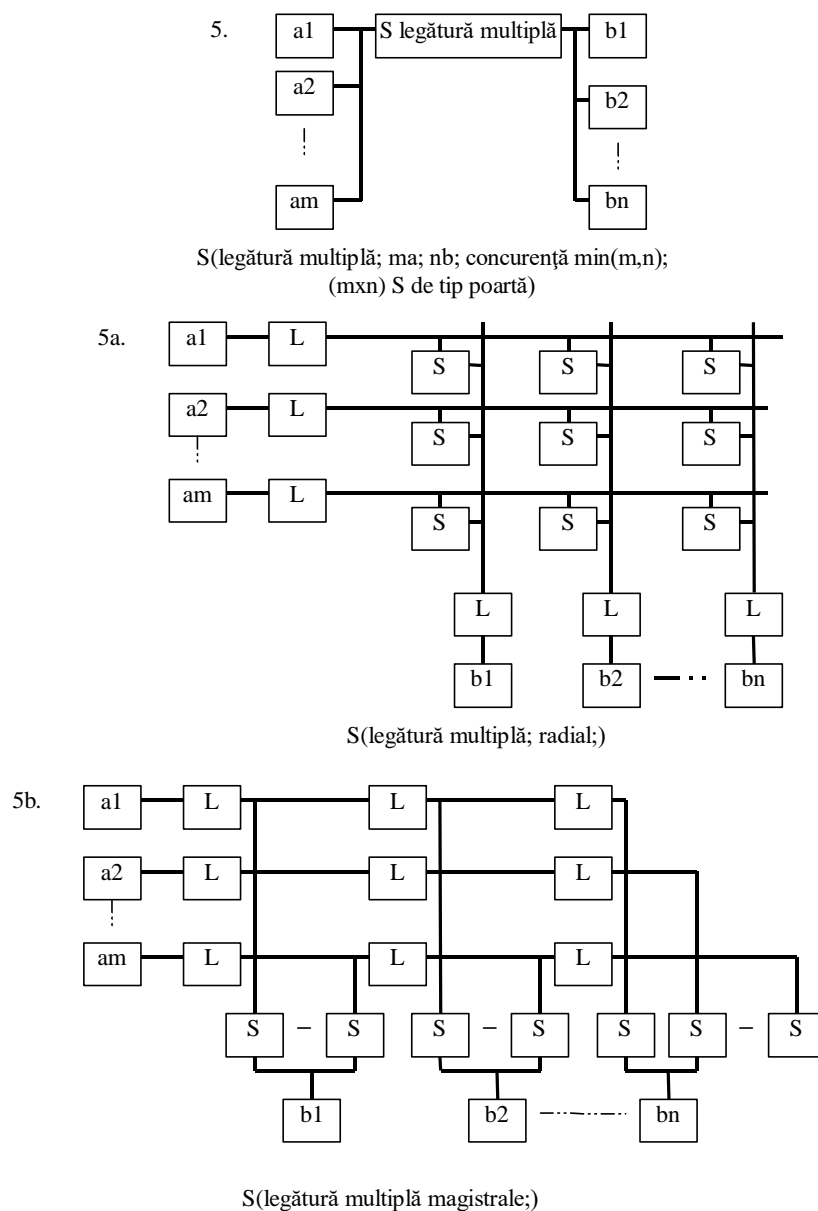 5. a1 S legătură multiplă b1
a2 b2
am bn
S(legătură multiplă; ma; nb; concurenţă min(m,n);
(mxn) S de tip poartă)
5a. a1 L
S S S
a2 L
S S S
am L
S S S
L L L
b1 b2 bn
S(legătură multiplă; radial;)
5b. a1 L L L
a2 L L L
am L L L
S – S S – S S S – S
b1 b2 bn
S(legătură multiplă magistrale;)